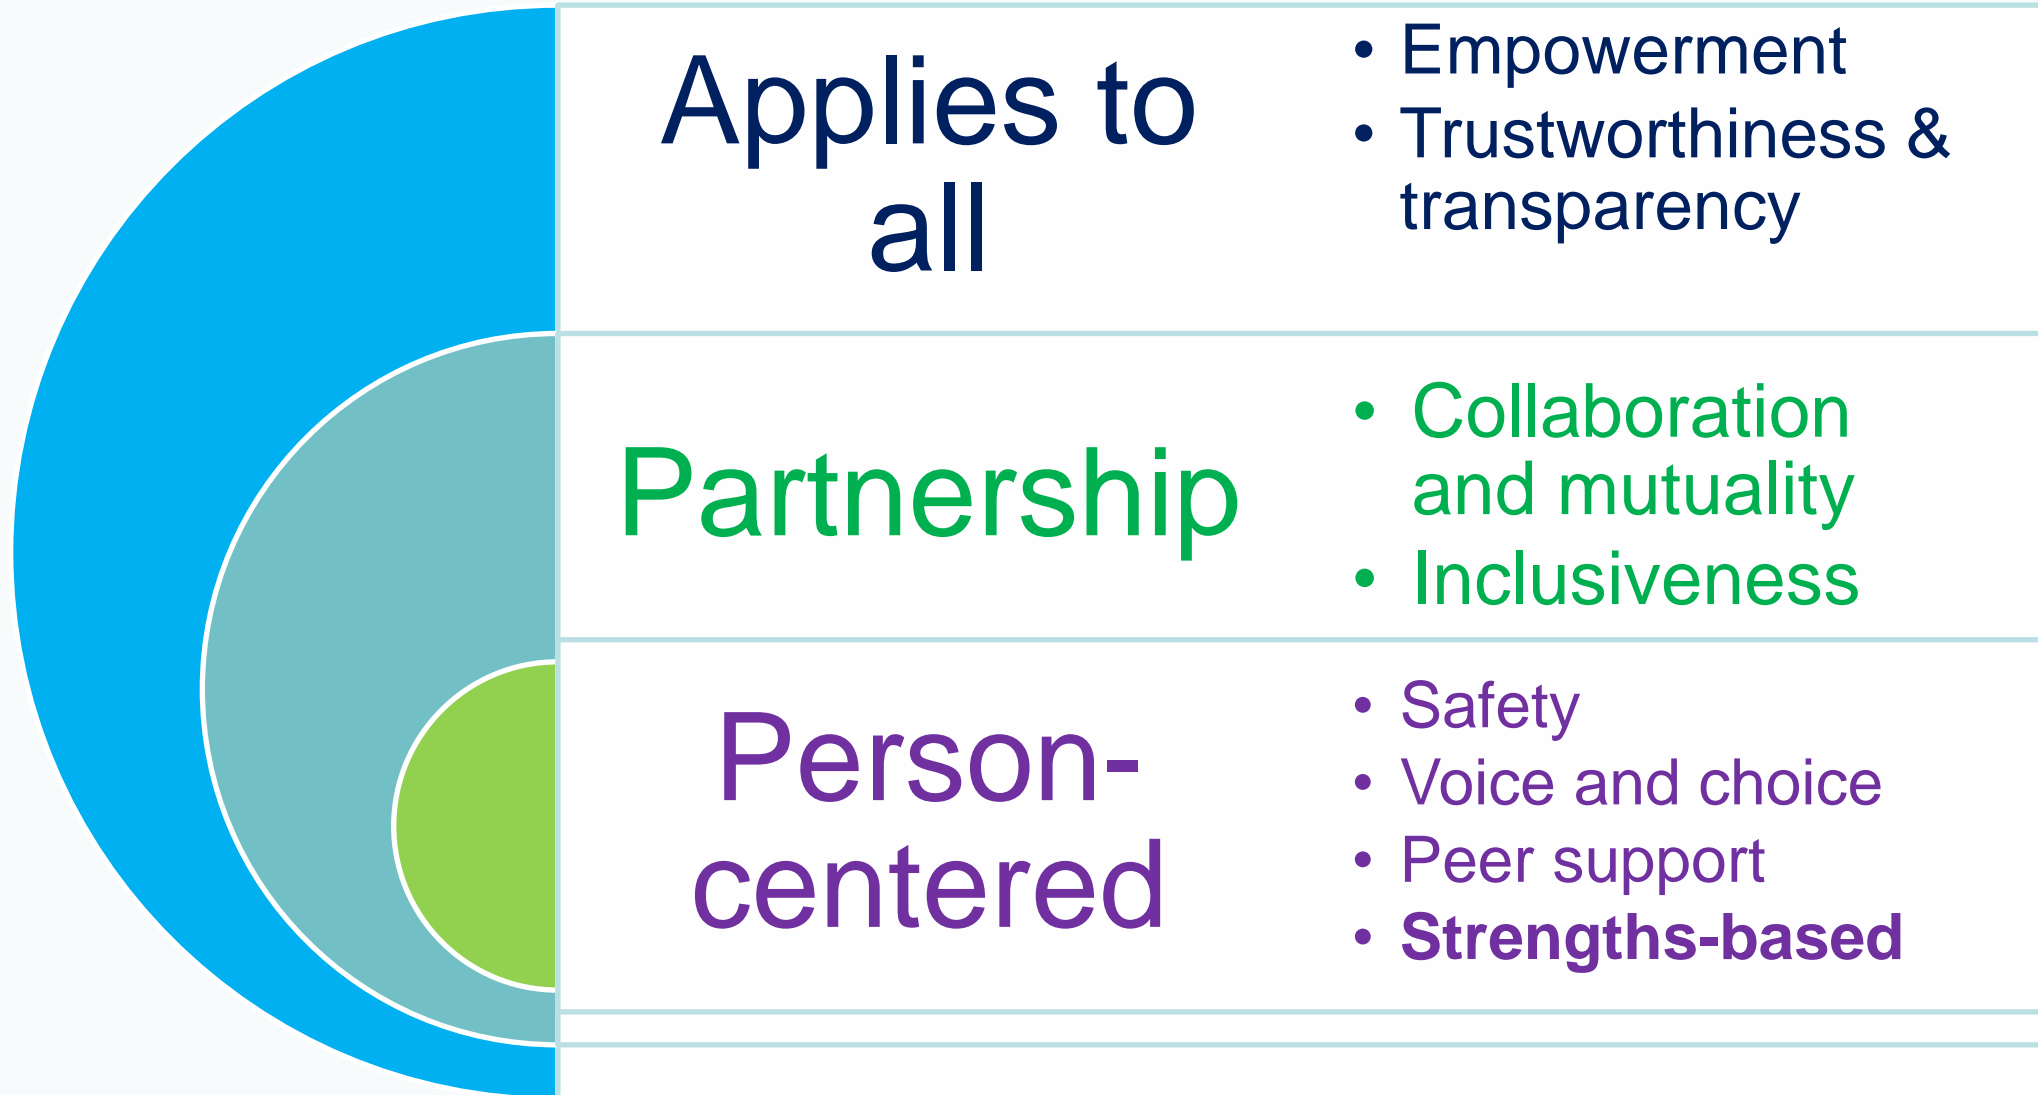 Applies to
all
• Empowerment
• Trustworthiness &
transparency
Partnership
• Collaboration
and mutuality
• Inclusiveness
Person-
centered
• Safety
• Voice and choice
• Peer support
• Strengths-based